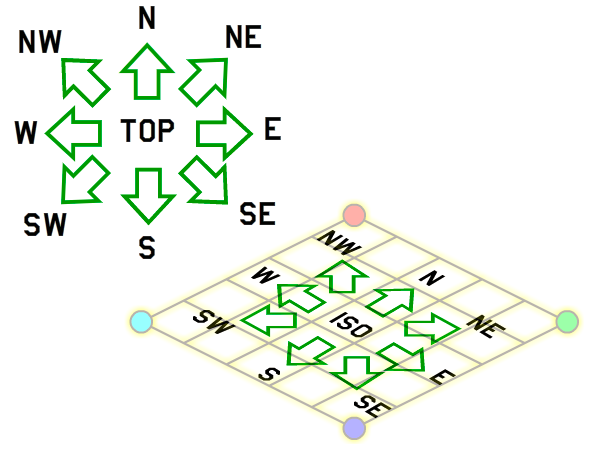 N
NW NE
W TOP E
SW SE
S
NW
W N
SW ISO NE
S E
SE